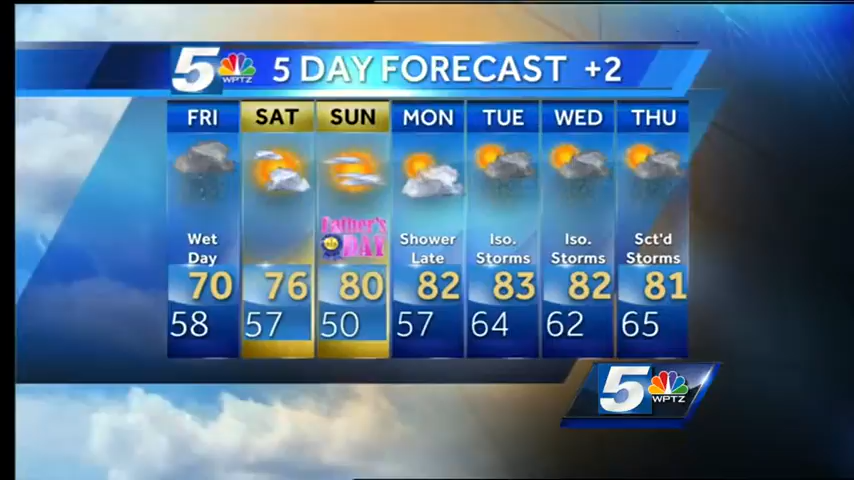 5 WPTZ 5 DAY FORECAST +2
FRI SAT SUN MON TUE WED THU
Father's
DAY
Wet Shower Iso. Iso. Sct'd
Day Late Storms Storms Storms
70 76 80 82 83 82 81
58 57 50 57 64 62 65
5 WPTZ